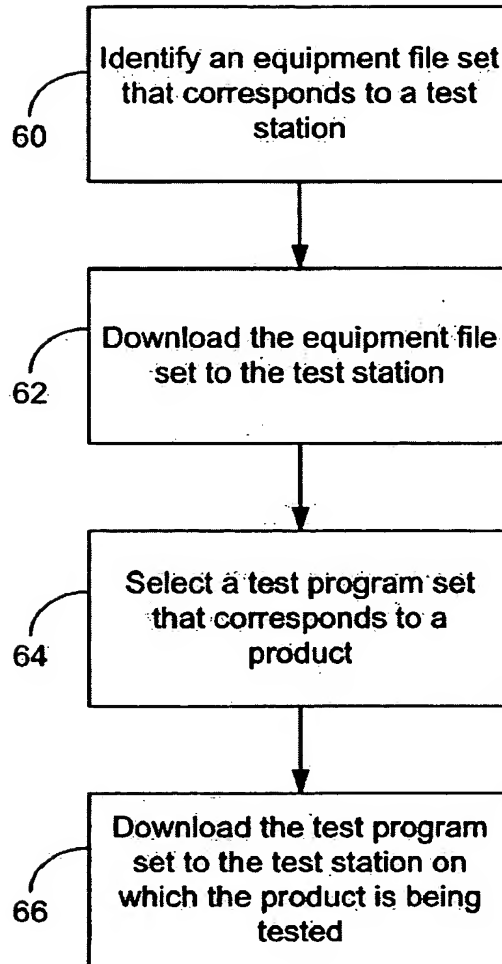 Identify an equipment file set
that corresponds to a test
station
60
Download the equipment file
set to the test station
62
Select a test program set
that corresponds to a
product
64
Download the test program
set to the test station on
which the product is being
tested
66